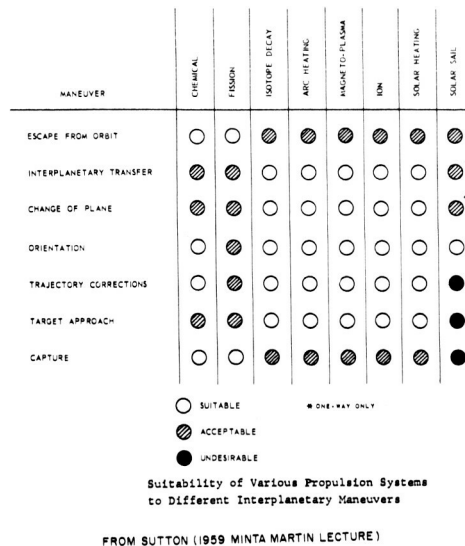 MANEUVER
CHEMICAL
FISSION
ISOTOPE DECAY
ARC HEATING
MAGNETO-PLASMA
ION
SOLAR HEATING
SOLAR SAIL
ESCAPE FROM ORBIT
INTERPLANETARY TRANSFER
CHANGE OF PLANE
ORIENTATION
TRAJECTORY CORRECTIONS
TARGET APPROACH
CAPTURE
SUITABLE
* ONE-WAY ONLY
ACCEPTABLE
UNDESIRABLE
Suitability of Various Propulsion Systems
to Different Interplanetary Maneuvers
FROM SUTTON (1959 MINTA MARTIN LECTURE)